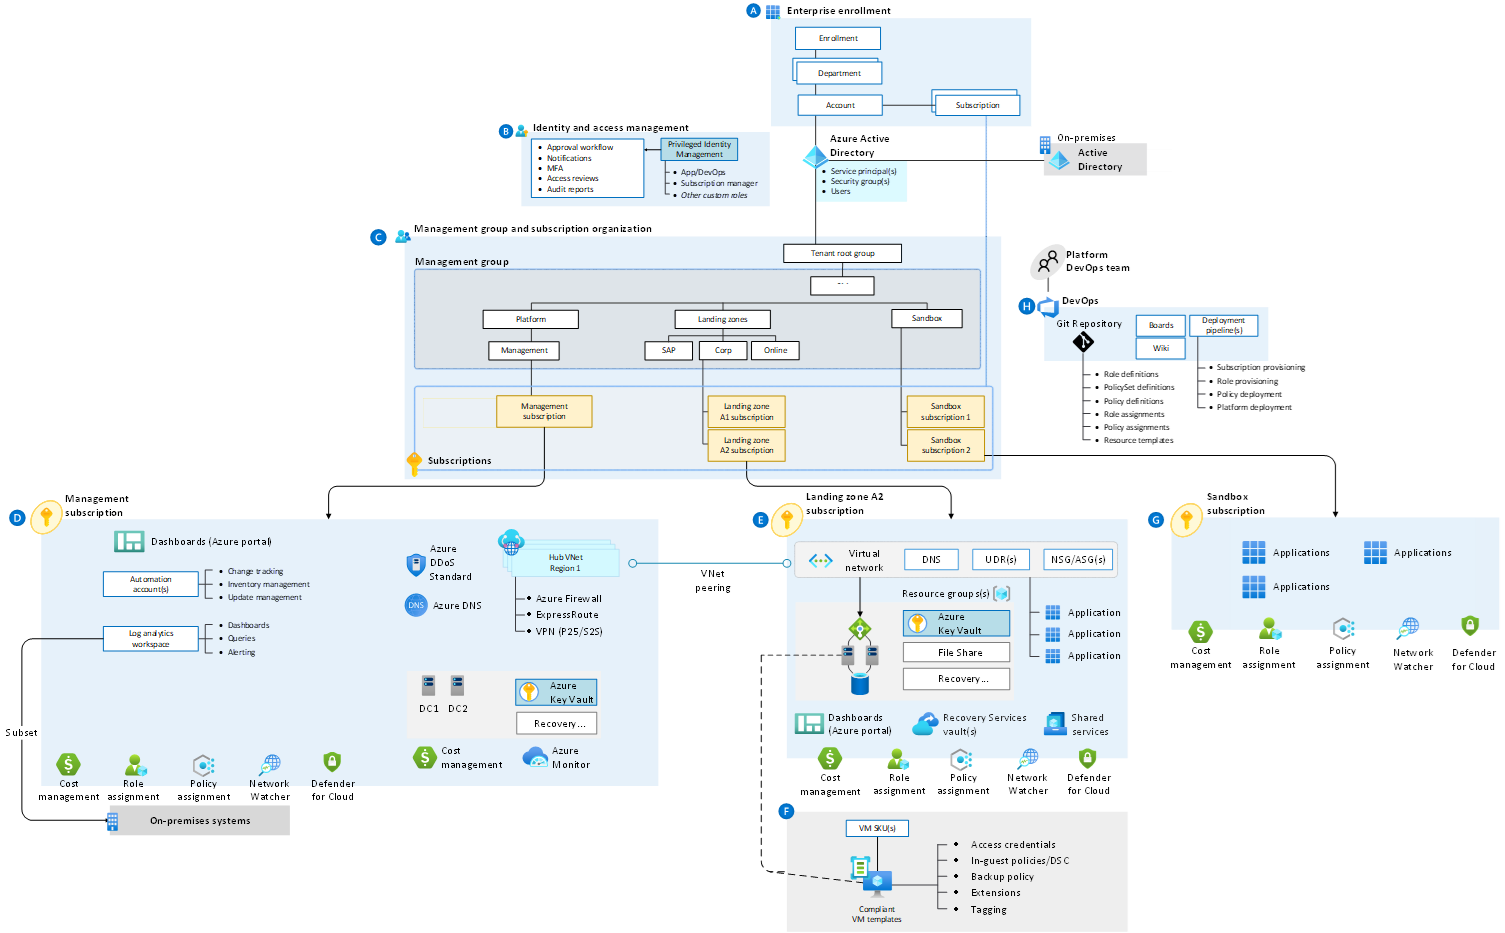 A
Enterprise enrollment
Enrollment
Department
Account
Subscription
B
Identity and access management
Approval workflow
Notifications
MFA
Access reviews
Audit reports
Privileged Identity
Management
App/DevOps
Subscription manager
Other custom roles
Azure Active
Directory
Service principal(s)
Security group(s)
Users
On-premises
Active
Directory
C
Management group and subscription organization
Tenant root group
Management group
Platform
Landing zones
Sandbox
Management
SAP
Corp
Online
Management
subscription
Landing zone
A1 subscription
Landing zone
A2 subscription
Sandbox
subscription 1
Sandbox
subscription 2
Subscriptions
Platform
DevOps team
H
DevOps
Git Repository
Boards
Wiki
Deployment
pipeline(s)
Role definitions
PolicySet definitions
Policy definitions
Role assignments
Policy assignments
Resource templates
Subscription provisioning
Role provisioning
Policy deployment
Platform deployment
D
Management
subscription
Dashboards (Azure portal)
Automation
account(s)
Change tracking
Inventory management
Update management
Log analytics
workspace
Dashboards
Queries
Alerting
Subset
Azure
DDoS
Standard
DNS
Azure DNS
Hub VNet
Region 1
Azure Firewall
ExpressRoute
VPN (P2S/S2S)
DC1
DC2
Azure
Key Vault
Recovery...
Cost
management
Azure
Monitor
Cost
management
Role
assignment
Policy
assignment
Network
Watcher
Defender
for Cloud
On-premises systems
VNet
peering
E
Landing zone A2
subscription
Virtual
network
DNS
UDR(s)
NSG/ASG(s)
Resource groups(s)
Azure
Key Vault
File Share
Recovery...
Application
Application
Application
Dashboards
(Azure portal)
Recovery Services
vault(s)
Shared
services
Cost
management
Role
assignment
Policy
assignment
Network
Watcher
Defender
for Cloud
F
VM SKU(s)
Compliant
VM templates
Access credentials
In-guest policies/DSC
Backup policy
Extensions
Tagging
G
Sandbox
subscription
Applications
Applications
Applications
Cost
management
Role
assignment
Policy
assignment
Network
Watcher
Defender
for Cloud